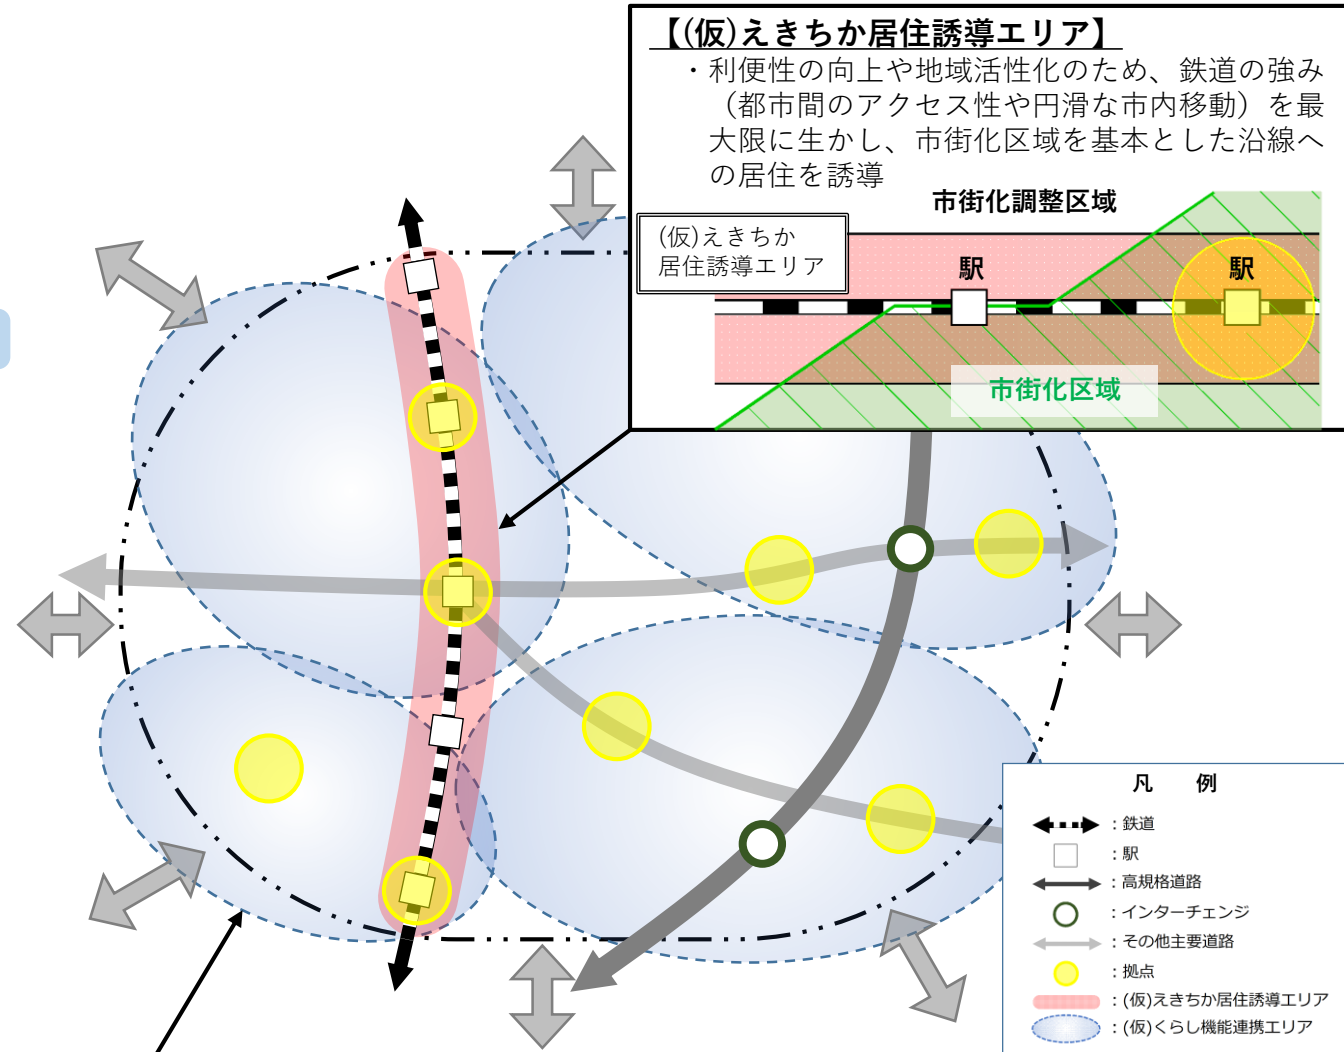 【(仮)えきちか居住誘導エリア】
・利便性の向上や地域活性化のため、鉄道の強み
（都市間のアクセス性や円滑な市内移動）を最
大限に生かし、市街化区域を基本とした沿線へ
の居住を誘導
市街化調整区域
(仮)えきちか
居住誘導エリア
駅
駅
市街化区域
凡　例
：鉄道
：駅
：高規格道路
：インターチェンジ
：その他主要道路
：拠点
：(仮)えきちか居住誘導エリア
：(仮)くらし機能連携エリア